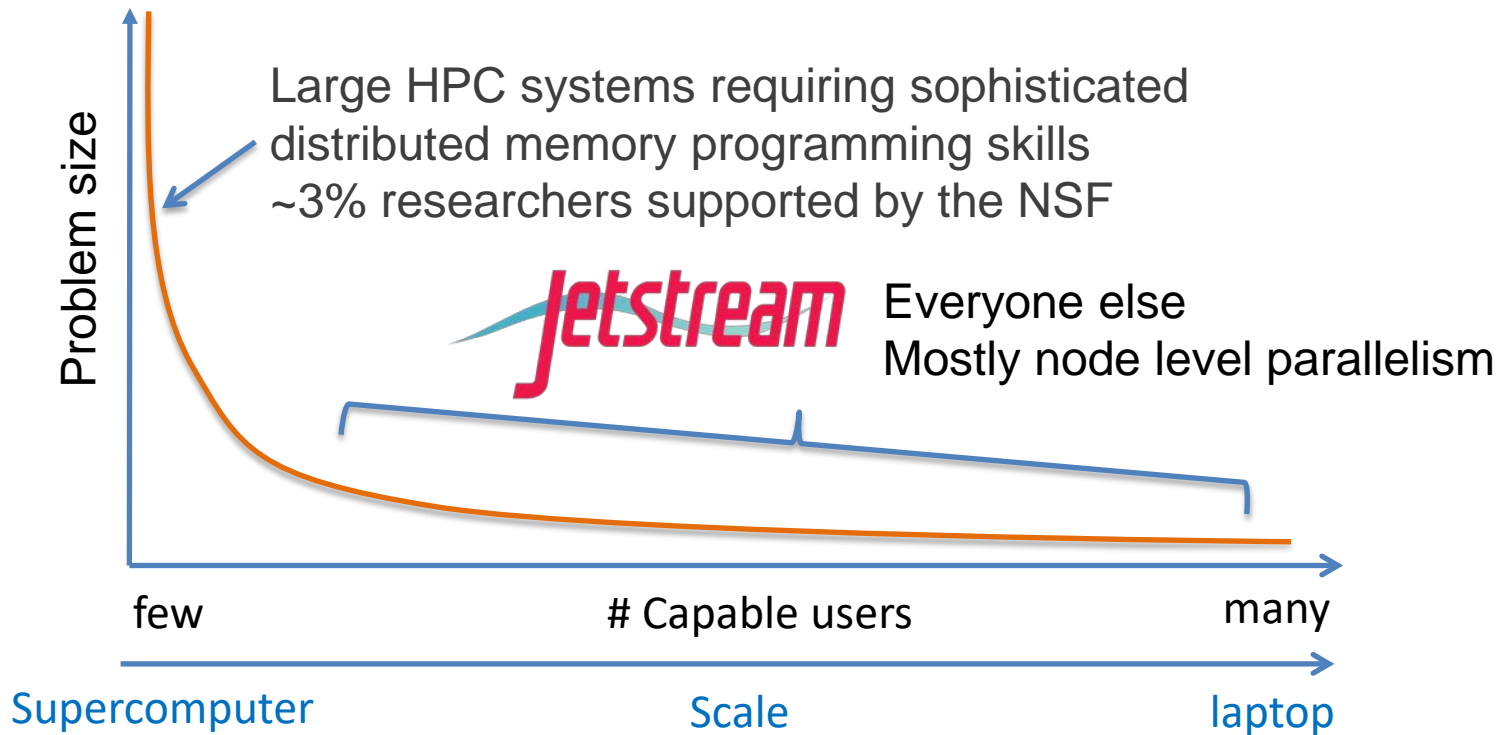 Problem size
Large HPC systems requiring sophisticated
distributed memory programming skills
~3% researchers supported by the NSF
Jetstream
Everyone else
Mostly node level parallelism
few
# Capable users
many
Supercomputer
Scale
laptop